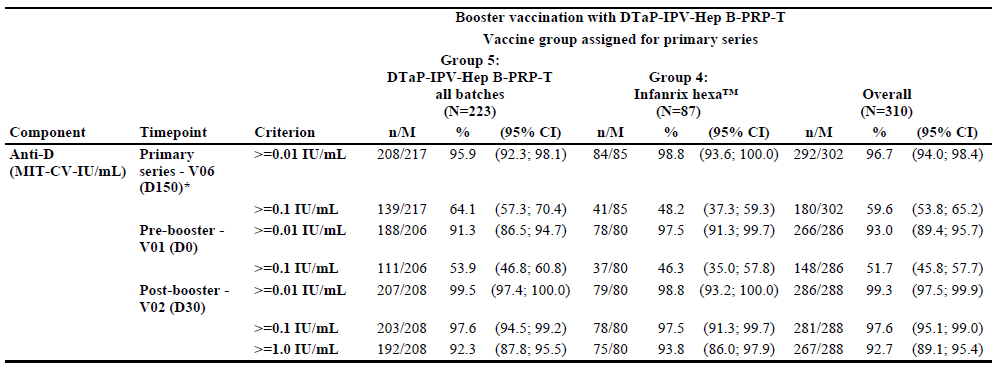 Booster vaccination with DTaP-IPV-Hep B-PRP-T
Vaccine group assigned for primary series
Group 5:
DTaP-IPV-Hep B-PRP-T
all batches
(N=223)
Group 4:
Infanrix hexa™
(N=87)
Overall
(N=310)
Component Timepoint Criterion n/M % (95% CI) n/M % (95% CI) n/M % (95% CI)
Anti-D Primary >=0.01 IU/mL 208/217 95.9 (92.3; 98.1) 84/85 98.8 (93.6; 100.0) 292/302 96.7 (94.0; 98.4)
(MIT-CV-IU/mL) series - V06
(D150)*
>=0.1 IU/mL 139/217 64.1 (57.3; 70.4) 41/85 48.2 (37.3; 59.3) 180/302 59.6 (53.8; 65.2)
Pre-booster - >=0.01 IU/mL 188/206 91.3 (86.5; 94.7) 78/80 97.5 (91.3; 99.7) 266/286 93.0 (89.4; 95.7)
V01 (D0)
>=0.1 IU/mL 111/206 53.9 (46.8; 60.8) 37/80 46.3 (35.0; 57.8) 148/286 51.7 (45.8; 57.7)
Post-booster - >=0.01 IU/mL 207/208 99.5 (97.4; 100.0) 79/80 98.8 (93.2; 100.0) 286/288 99.3 (97.5; 99.9)
V02 (D30)
>=0.1 IU/mL 203/208 97.6 (94.5; 99.2) 78/80 97.5 (91.3; 99.7) 281/288 97.6 (95.1; 99.0)
>=1.0 IU/mL 192/208 92.3 (87.8; 95.5) 75/80 93.8 (86.0; 97.9) 267/288 92.7 (89.1; 95.4)